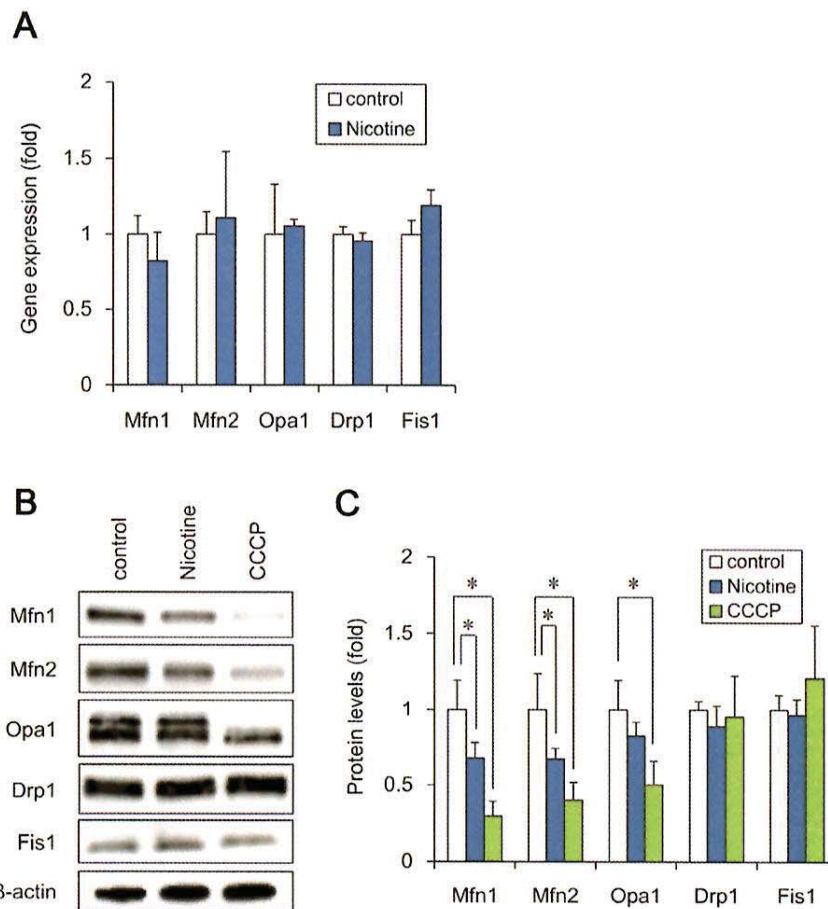 A
2
1.5
1
0.5
0
Gene expression (fold)
control
Nicotine
Mfn1 Mfn2 Opa1 Drp1 Fis1
B
control Nicotine CCCP
Mfn1
Mfn2
Opa1
Drp1
Fis1
β-actin
C
2
1.5
1
0.5
0
Protein levels (fold)
control
Nicotine
CCCP
* * *
* *
Mfn1 Mfn2 Opa1 Drp1 Fis1